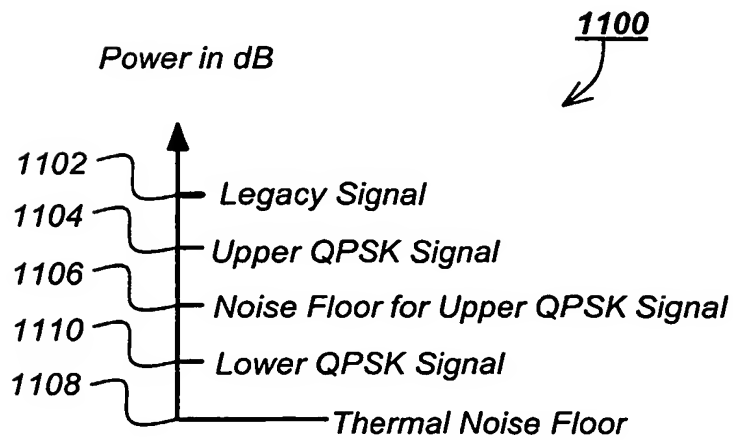 1100
Power in dB
1102
Legacy Signal
1104
Upper QPSK Signal
1106
Noise Floor for Upper QPSK Signal
1110
Lower QPSK Signal
1108
Thermal Noise Floor